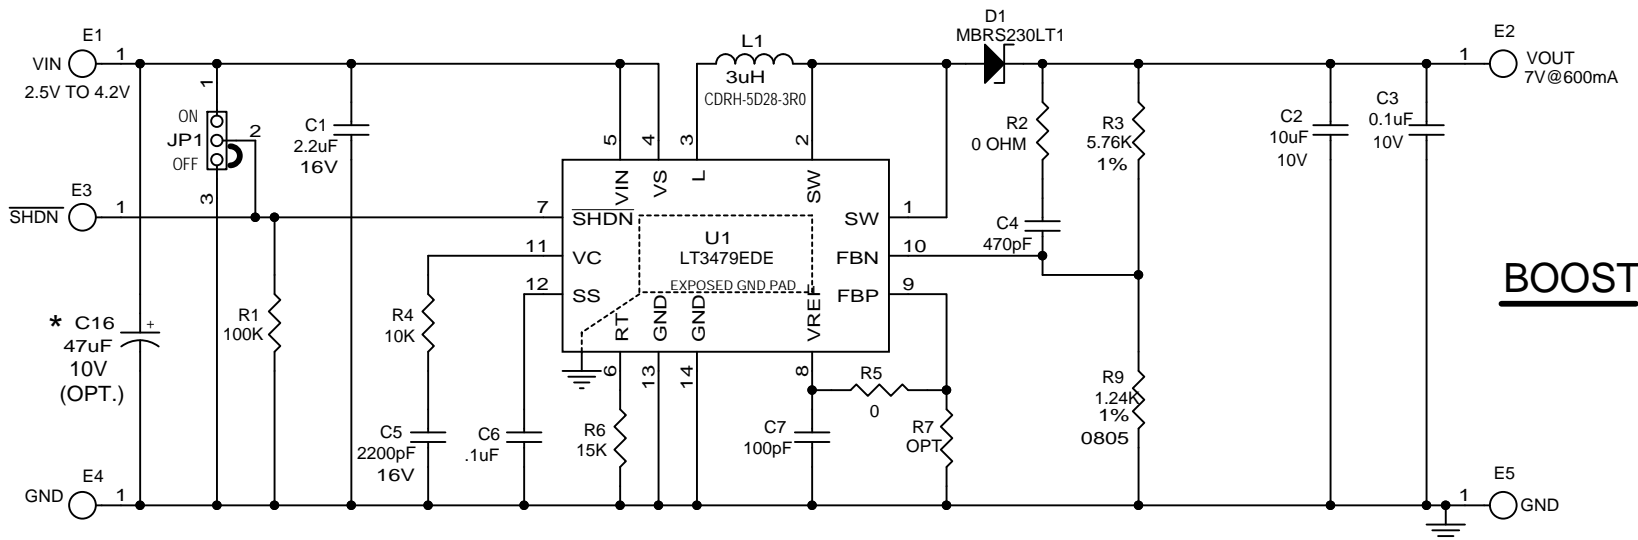 E1
1
VIN
2.5V TO 4.2V
1
ON
JP1
OFF
2
3
E3
1
SHDN
R1
100K
* C16
+
47uF
10V
(OPT.)
C1
2.2uF
16V
L1
3uH
CDRH-5D28-3R0
D1
MBRS230LT1
5
4
3
2
VIN
VS
L
SW
7
SHDN
SW
1
U1
LT3479EDE
11
VC
FBN
10
EXPOSED GND PAD
12
SS
FBP
9
RT
GND
GND
VREF
6
13
14
8
R4
10K
C5
2200pF
16V
C6
.1uF
R6
15K
C7
100pF
R5
0
R7
OPT
R2
0 OHM
C4
470pF
R3
5.76K
1%
R9
1.24K
1%
0805
C2
10uF
10V
C3
0.1uF
10V
E2
1
VOUT
7V@600mA
BOOST
E4
GND
1
E5
1
GND